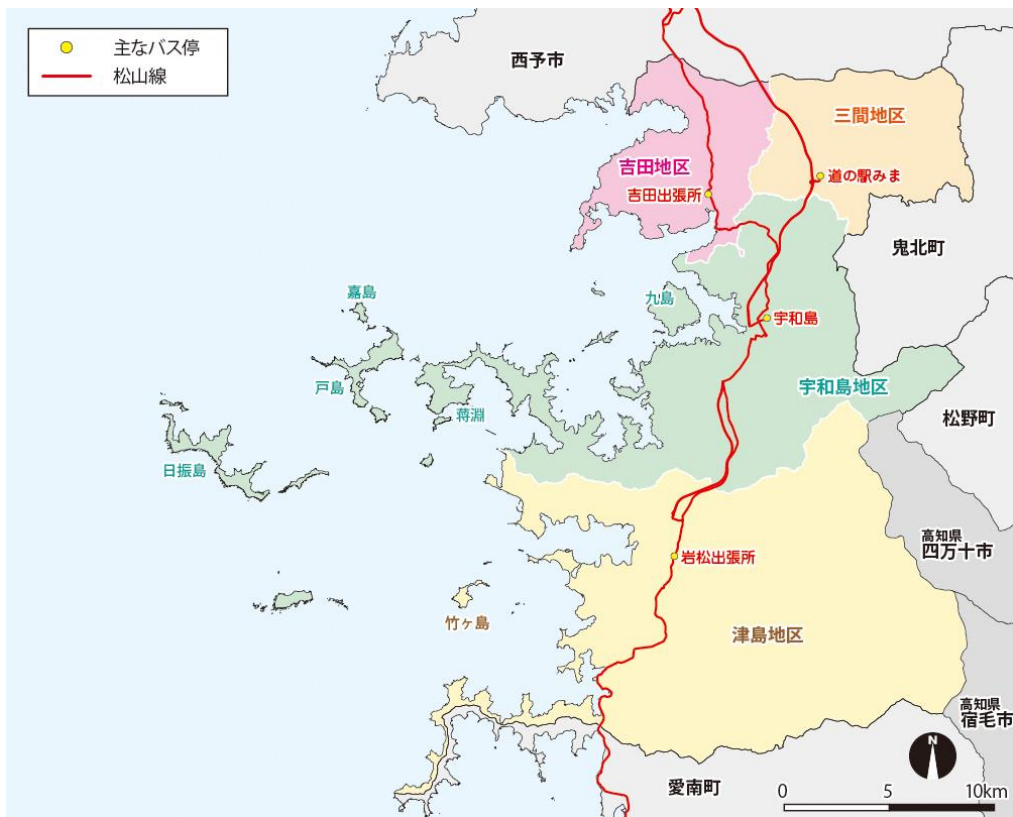 主なバス停
松山線
西予市
三間地区
吉田地区
道の駅みま
吉田出張所
鬼北町
嘉島
九島
宇和島
戸島
蒋淵
宇和島地区
松野町
日振島
高知県
四万十市
岩松出張所
竹ヶ島
津島地区
高知県
宿毛市
N
愛南町
0 5 10km